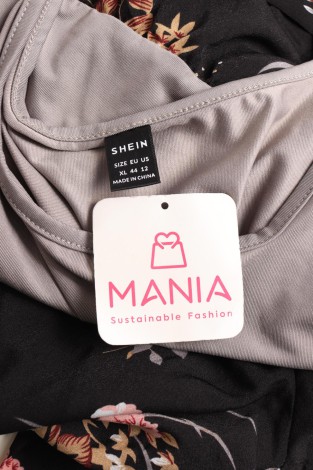 SHEIN
SIZE EU US
XL 44 12
MADE IN CHINA
MANIA
Sustainable Fashion